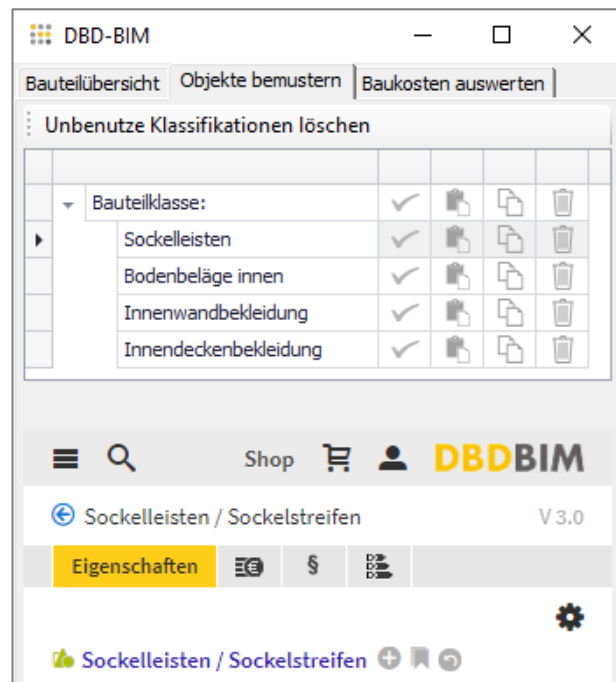 DBD-BIM
Bauteilübersicht Objekte bemustern Baukosten auswerten
Unbenutze Klassifikationen löschen
Bauteilklasse:
Sockelleisten
Bodenbeläge innen
Innenwandbekleidung
Innendeckenbekleidung
Shop DBDBIM
Sockelleisten / Sockelstreifen V 3.0
Eigenschaften €  §
Sockelleisten / Sockelstreifen